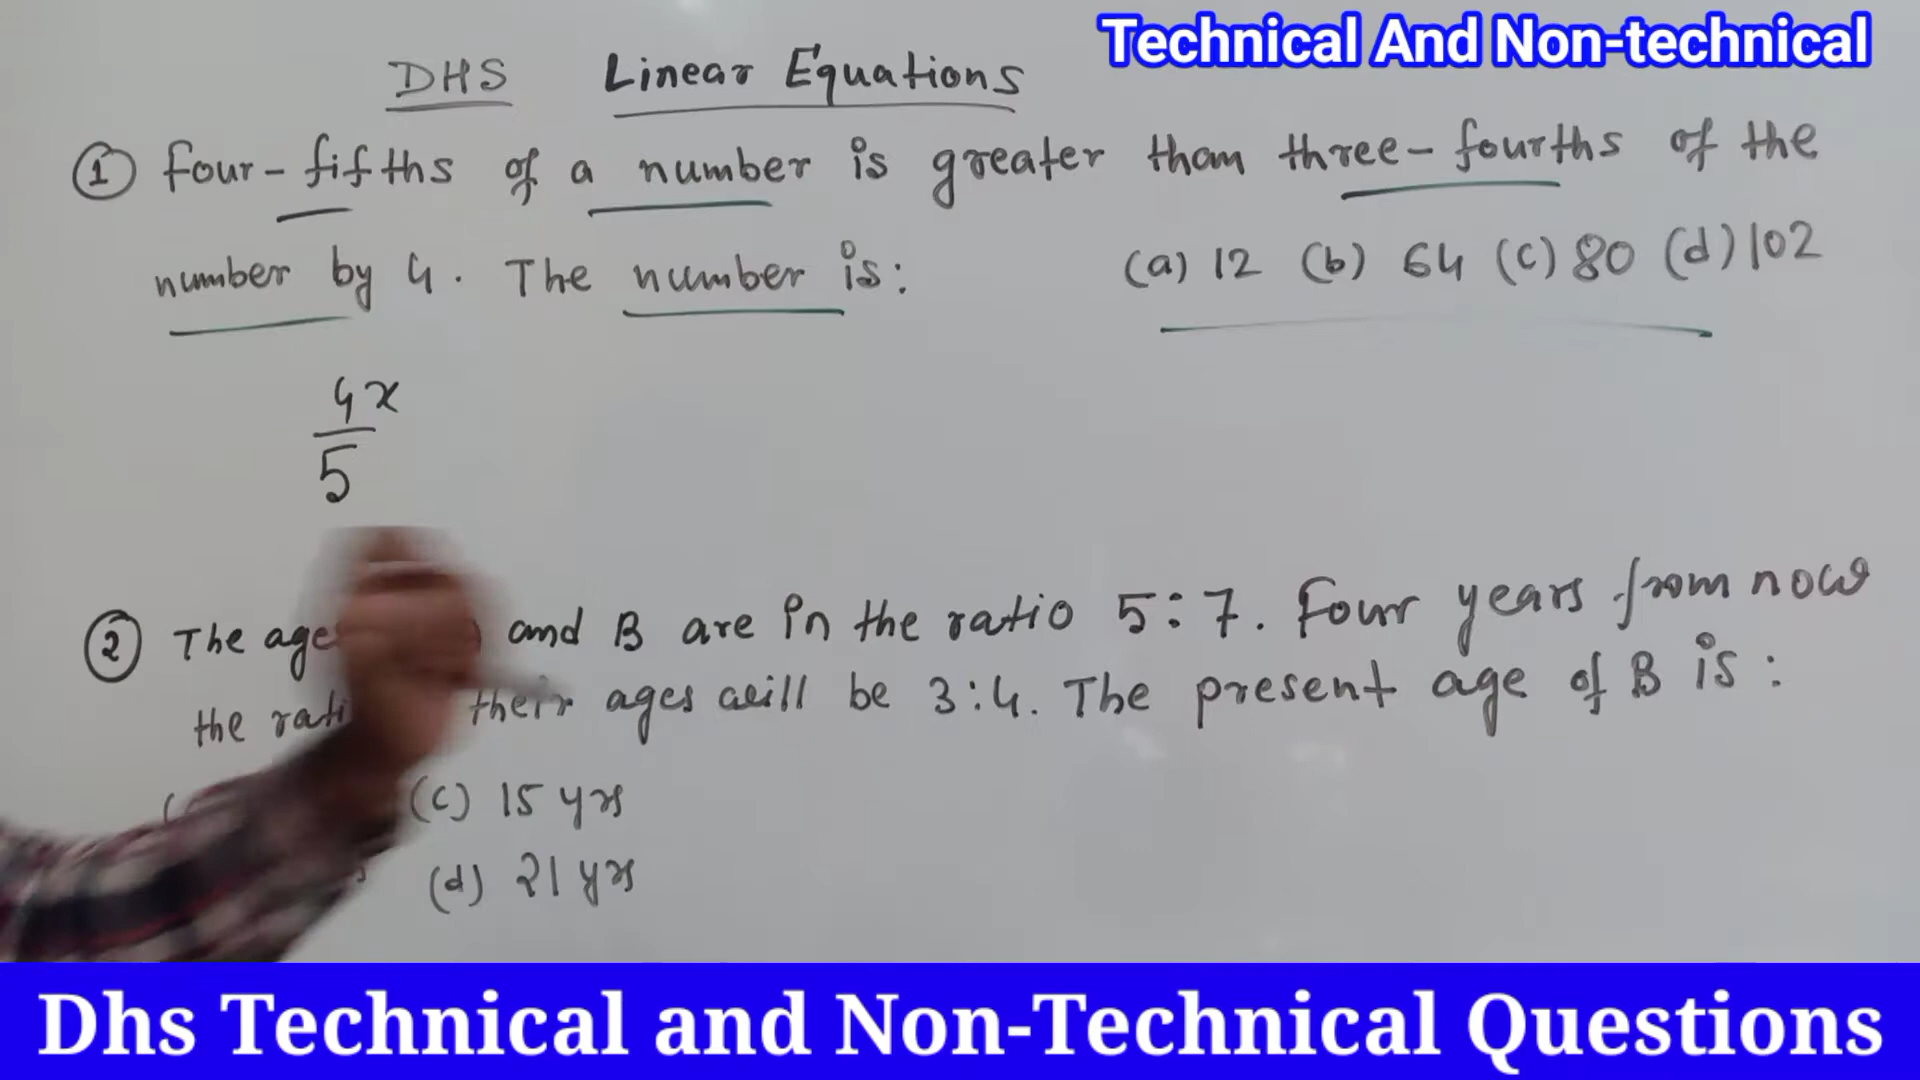 Technical And Non-technical
DHS Linear Equations
① Four-fifths of a number is greater than three-fourths of the
number by 4. The number is: (a) 12 (b) 64 (c) 80 (d) 102
4x
5
② The and B are in the ratio 5:7. Four years from now
the their ages will be 3:4. The present age of B is:
(c) 15 yrs
(d) 21 yrs
Dhs Technical and Non-Technical Questions